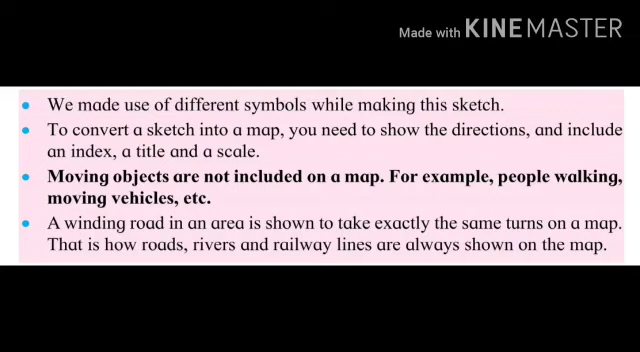 Made with KINEMASTER
• We made use of different symbols while making this sketch.
• To convert a sketch into a map, you need to show the directions, and include
an index, a title and a scale.
• Moving objects are not included on a map. For example, people walking,
moving vehicles, etc.
• A winding road in an area is shown to take exactly the same turns on a map.
That is how roads, rivers and railway lines are always shown on the map.